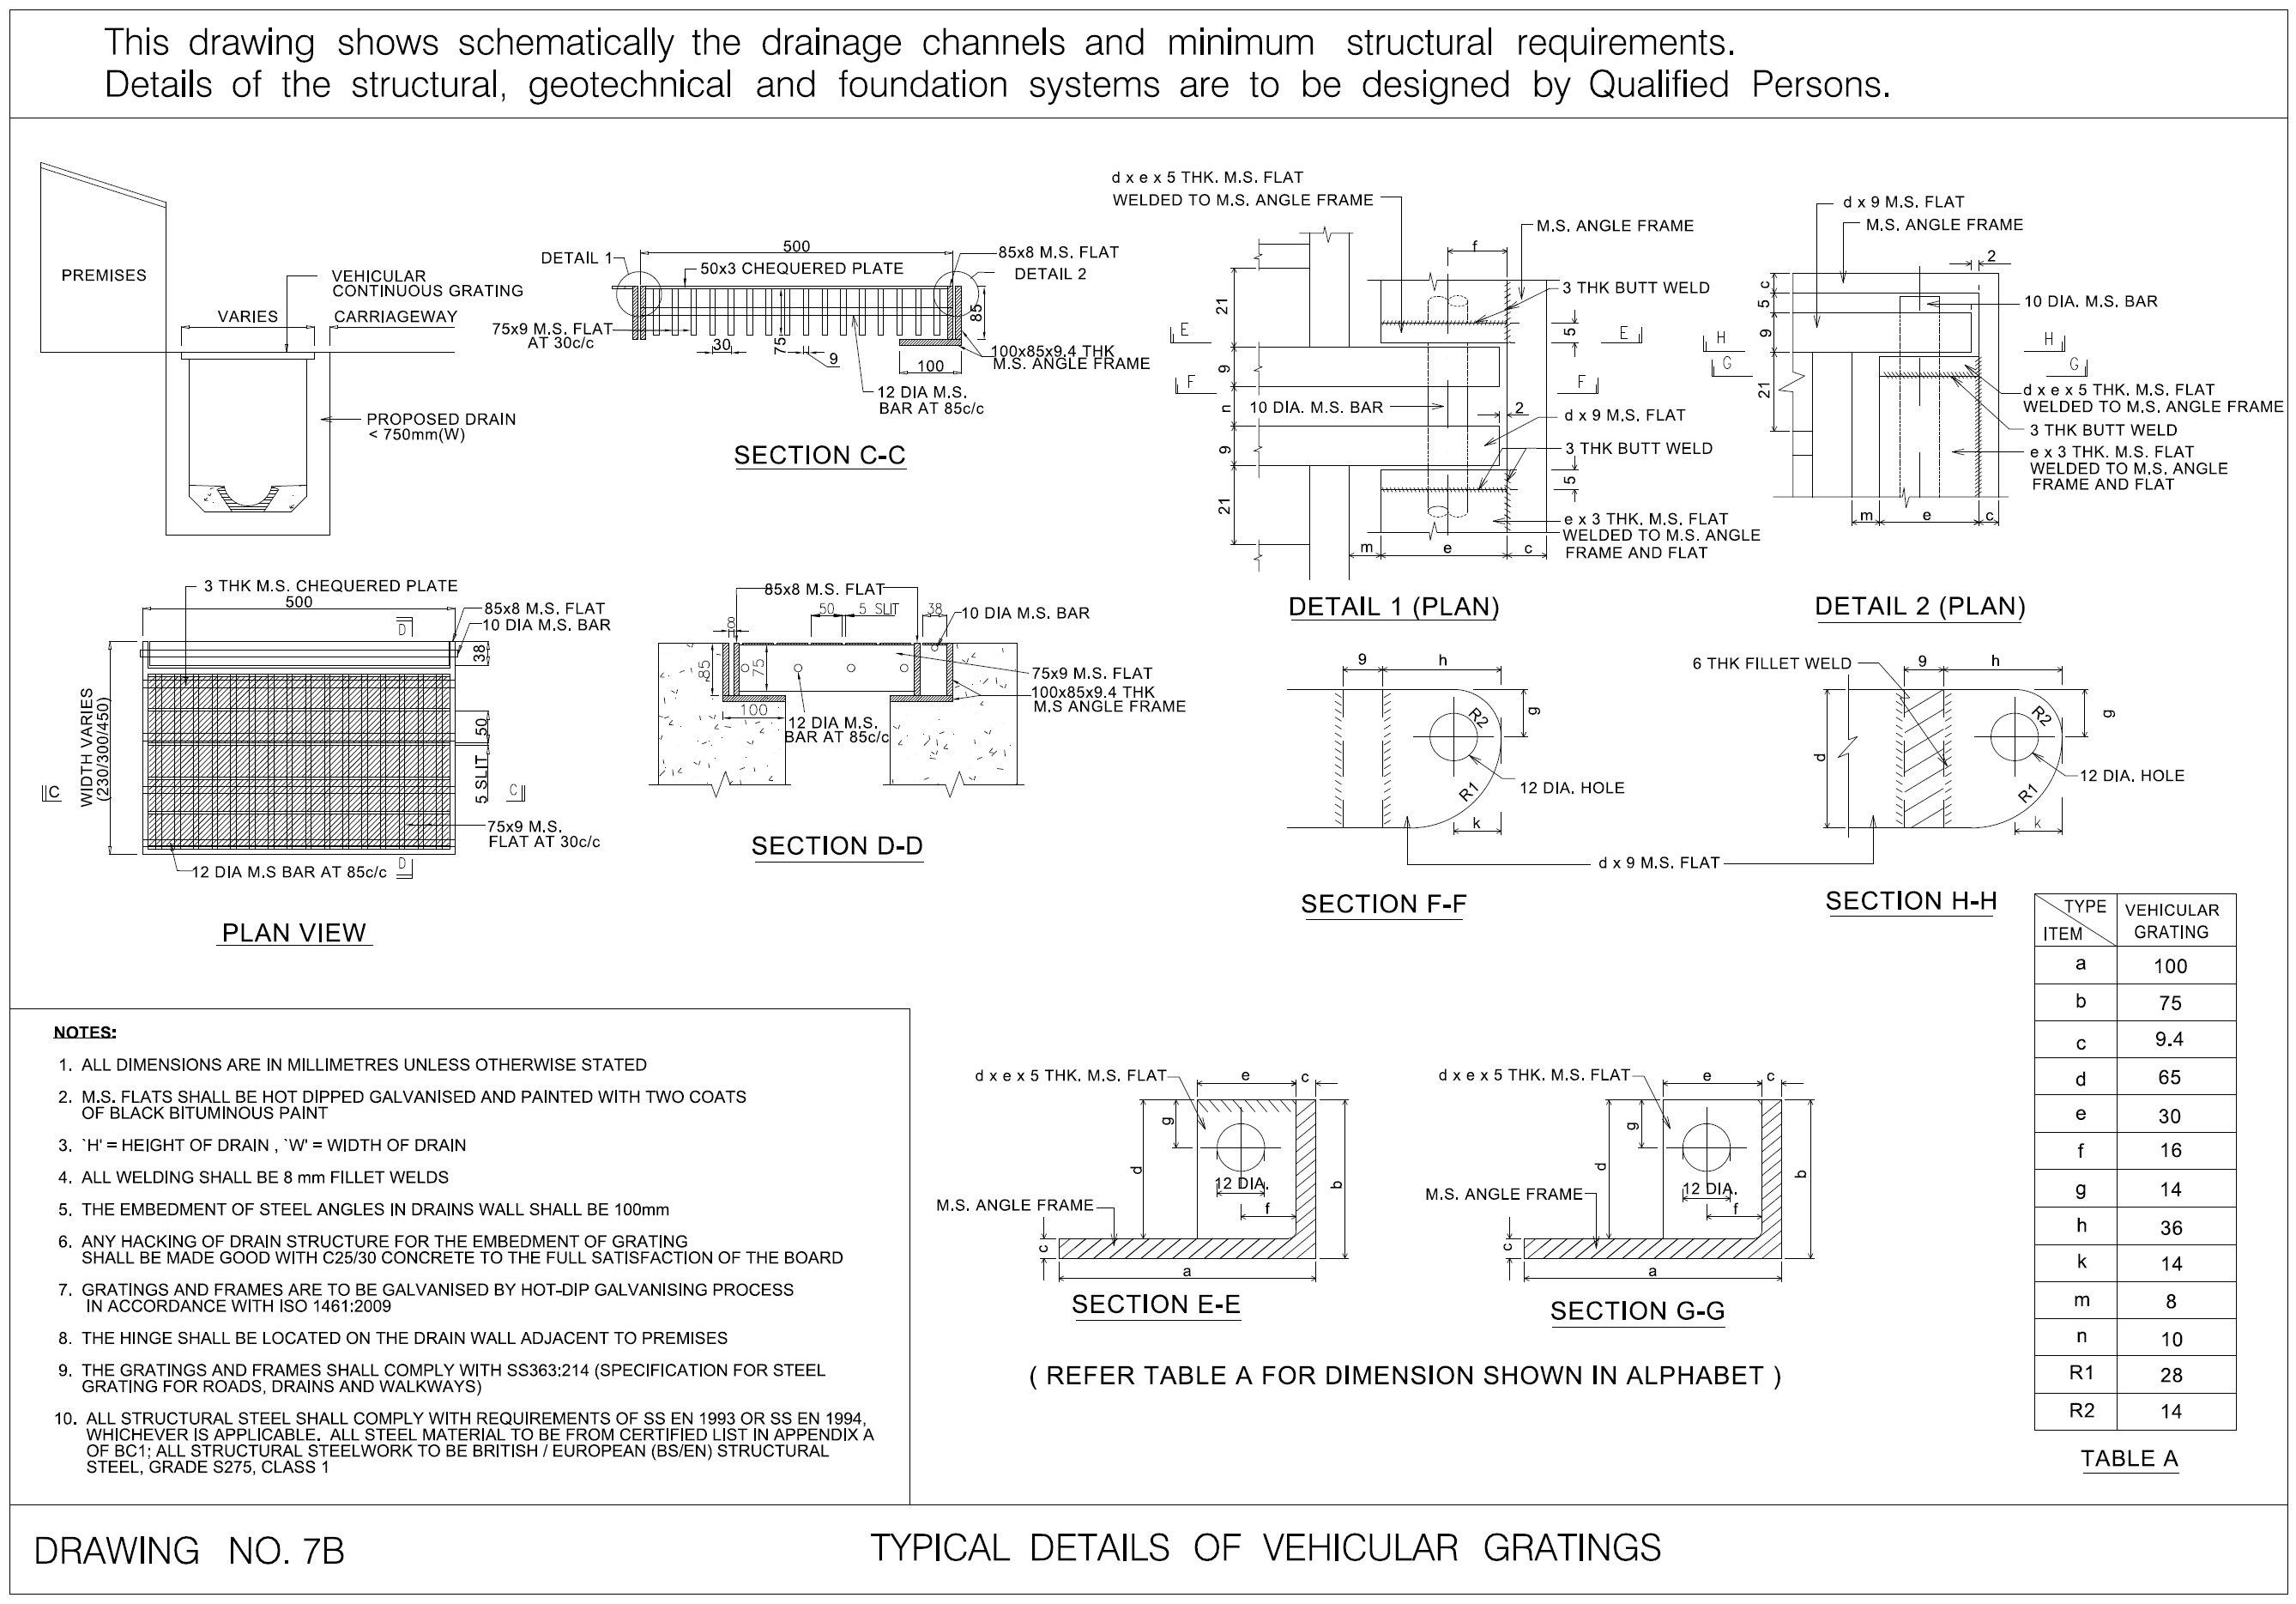 This drawing shows schematically the drainage channels and minimum structural requirements.
Details of the structural, geotechnical and foundation systems are to be designed by Qualified Persons.
PREMISES
VEHICULAR
CONTINUOUS GRATING
VARIES
CARRIAGEWAY
PROPOSED DRAIN
< 750mm(W)
DETAIL 1
500
85x8 M.S. FLAT
50x3 CHEQUERED PLATE
DETAIL 2
75x9 M.S. FLAT
AT 30c/c
30
75
9
85
100x85x9.4 THK
M.S. ANGLE FRAME
100
12 DIA M.S.
BAR AT 85c/c
SECTION C-C
d x e x 5 THK. M.S. FLAT
WELDED TO M.S. ANGLE FRAME
M.S. ANGLE FRAME
f
3 THK BUTT WELD
21
E
5
E
9
F
F
n
10 DIA. M.S. BAR
2
d x 9 M.S. FLAT
9
3 THK BUTT WELD
5
21
e x 3 THK. M.S. FLAT
WELDED TO M.S. ANGLE
FRAME AND FLAT
m
e
c
DETAIL 1 (PLAN)
d x 9 M.S. FLAT
M.S. ANGLE FRAME
2
c
5
10 DIA. M.S. BAR
9
H
H
G
G
21
d x e x 5 THK. M.S. FLAT
WELDED TO M.S. ANGLE FRAME
3 THK BUTT WELD
e x 3 THK. M.S. FLAT
WELDED TO M.S. ANGLE
FRAME AND FLAT
m
e
c
DETAIL 2 (PLAN)
3 THK M.S. CHEQUERED PLATE
500
85x8 M.S. FLAT
10 DIA M.S. BAR
D
38
WIDTH VARIES
(230/300/450)
50
5 SLIT
C
C
75x9 M.S.
FLAT AT 30c/c
12 DIA M.S BAR AT 85c/c
D
PLAN VIEW
85x8 M.S. FLAT
50
5 SLIT
38
10 DIA M.S. BAR
85
75
75x9 M.S. FLAT
100x85x9.4 THK
M.S ANGLE FRAME
100
12 DIA M.S.
BAR AT 85c/c
SECTION D-D
9
h
g
R2
12 DIA. HOLE
R1
k
SECTION F-F
6 THK FILLET WELD
9
h
g
R2
d
12 DIA. HOLE
R1
k
d x 9 M.S. FLAT
SECTION H-H
TYPE
ITEM
VEHICULAR
GRATING
a 100
b 75
c 9.4
d 65
e 30
f 16
g 14
h 36
k 14
m 8
n 10
R1 28
R2 14
TABLE A
NOTES:
1. ALL DIMENSIONS ARE IN MILLIMETRES UNLESS OTHERWISE STATED
2. M.S. FLATS SHALL BE HOT DIPPED GALVANISED AND PAINTED WITH TWO COATS
OF BLACK BITUMINOUS PAINT
3. `H' = HEIGHT OF DRAIN , `W' = WIDTH OF DRAIN
4. ALL WELDING SHALL BE 8 mm FILLET WELDS
5. THE EMBEDMENT OF STEEL ANGLES IN DRAINS WALL SHALL BE 100mm
6. ANY HACKING OF DRAIN STRUCTURE FOR THE EMBEDMENT OF GRATING
SHALL BE MADE GOOD WITH C25/30 CONCRETE TO THE FULL SATISFACTION OF THE BOARD
7. GRATINGS AND FRAMES ARE TO BE GALVANISED BY HOT-DIP GALVANISING PROCESS
IN ACCORDANCE WITH ISO 1461:2009
8. THE HINGE SHALL BE LOCATED ON THE DRAIN WALL ADJACENT TO PREMISES
9. THE GRATINGS AND FRAMES SHALL COMPLY WITH SS363:214 (SPECIFICATION FOR STEEL
GRATING FOR ROADS, DRAINS AND WALKWAYS)
10. ALL STRUCTURAL STEEL SHALL COMPLY WITH REQUIREMENTS OF SS EN 1993 OR SS EN 1994,
WHICHEVER IS APPLICABLE. ALL STEEL MATERIAL TO BE FROM CERTIFIED LIST IN APPENDIX A
OF BC1; ALL STRUCTURAL STEELWORK TO BE BRITISH / EUROPEAN (BS/EN) STRUCTURAL
STEEL, GRADE S275, CLASS 1
d x e x 5 THK. M.S. FLAT
e
c
g
d
b
12 DIA.
M.S. ANGLE FRAME
f
c
a
SECTION E-E
d x e x 5 THK. M.S. FLAT
e
c
g
d
b
12 DIA.
M.S. ANGLE FRAME
f
c
a
SECTION G-G
( REFER TABLE A FOR DIMENSION SHOWN IN ALPHABET )
DRAWING NO. 7B
TYPICAL DETAILS OF VEHICULAR GRATINGS